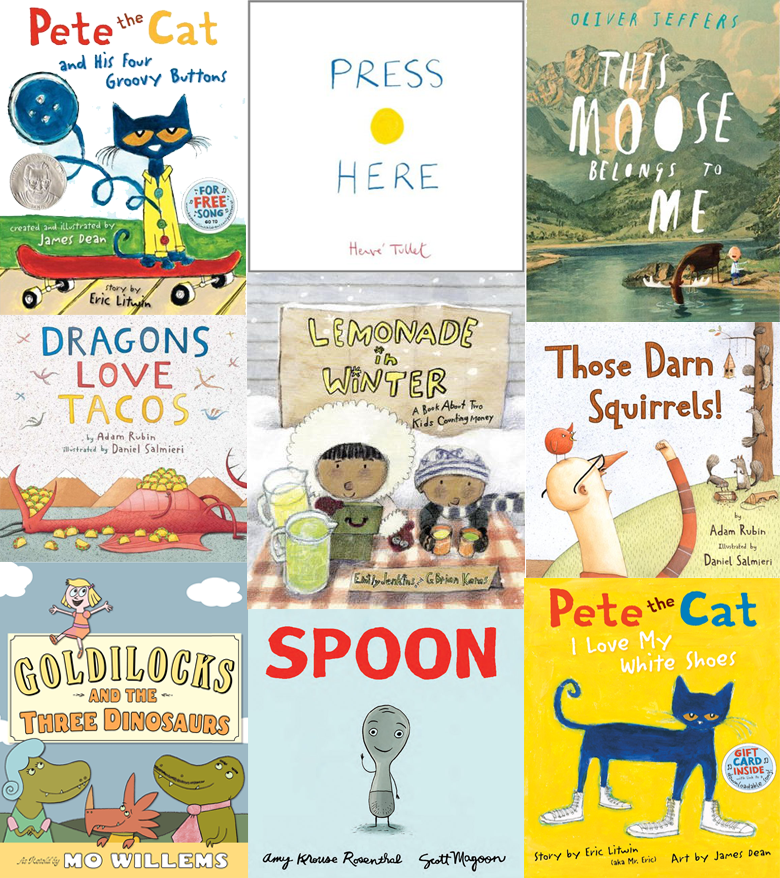 Pete the Cat
and His Four
Groovy Buttons
FOR
FREE
SONG
GO TO
created and illustrated by
James Dean
story by
Eric Litwin
PRESS
HERE
Hervé Tullet
OLIVER JEFFERS
THIS
MOOSE
BELONGS TO
ME
DRAGONS
LOVE
TACOS
by Adam Rubin
illustrated by Daniel Salmieri
LEMONADE
in
WINTER
A Book About Two
Kids Counting Money
Emily Jenkins and G. Brian Karas
Those Darn
Squirrels!
by
Adam Rubin
Illustrated by
Daniel Salmieri
GOLDILOCKS
AND THE
THREE DINOSAURS
As Retold by MO WILLEMS
SPOON
Amy Krouse Rosenthal Scott Magoon
Pete the Cat
I Love My
White Shoes
GIFT
CARD
INSIDE
Story by Eric Litwin
(aka Mr. Eric)
Art by James Dean